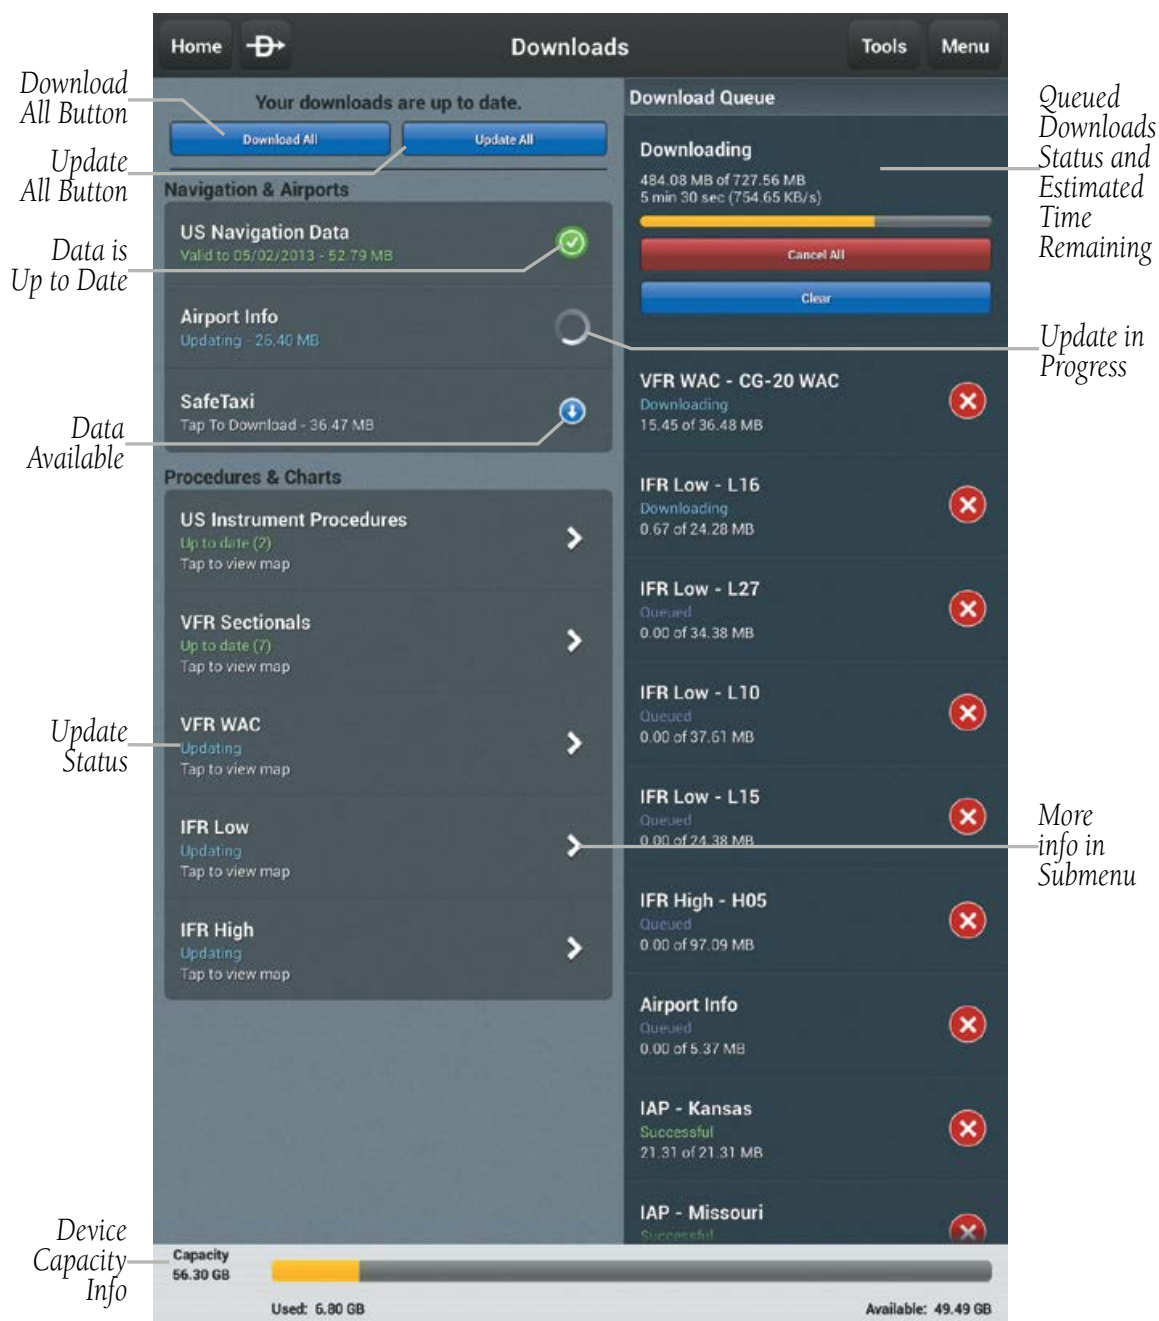 Home
Downloads
Tools
Menu
Download
All Button
Update
All Button
Data is
Up to Date
Data
Available
Update
Status
Device
Capacity
Info
Your downloads are up to date.
Download All
Update All
Navigation & Airports
US Navigation Data
Valid to 05/02/2013 - 52.79 MB
Airport Info
Updating - 26.40 MB
SafeTaxi
Tap To Download - 36.47 MB
Procedures & Charts
US Instrument Procedures
Up to date (2)
Tap to view map
VFR Sectionals
Up to date (7)
Tap to view map
VFR WAC
Updating
Tap to view map
IFR Low
Updating
Tap to view map
IFR High
Updating
Tap to view map
Download Queue
Downloading
484.08 MB of 727.56 MB
5 min 30 sec (754.65 KB/s)
Cancel All
Clear
VFR WAC - CG-20 WAC
Downloading
15.45 of 36.48 MB
IFR Low - L16
Downloading
0.67 of 24.28 MB
IFR Low - L27
Queued
0.00 of 34.38 MB
IFR Low - L10
Queued
0.00 of 37.61 MB
IFR Low - L15
Queued
0.00 of 24.38 MB
IFR High - H05
Queued
0.00 of 97.09 MB
Airport Info
Queued
0.00 of 5.37 MB
IAP - Kansas
Successful
21.31 of 21.31 MB
IAP - Missouri
Successful
Queued
Downloads
Status and
Estimated
Time
Remaining
Update in
Progress
More
info in
Submenu
Capacity
56.30 GB
Used: 6.80 GB
Available: 49.49 GB